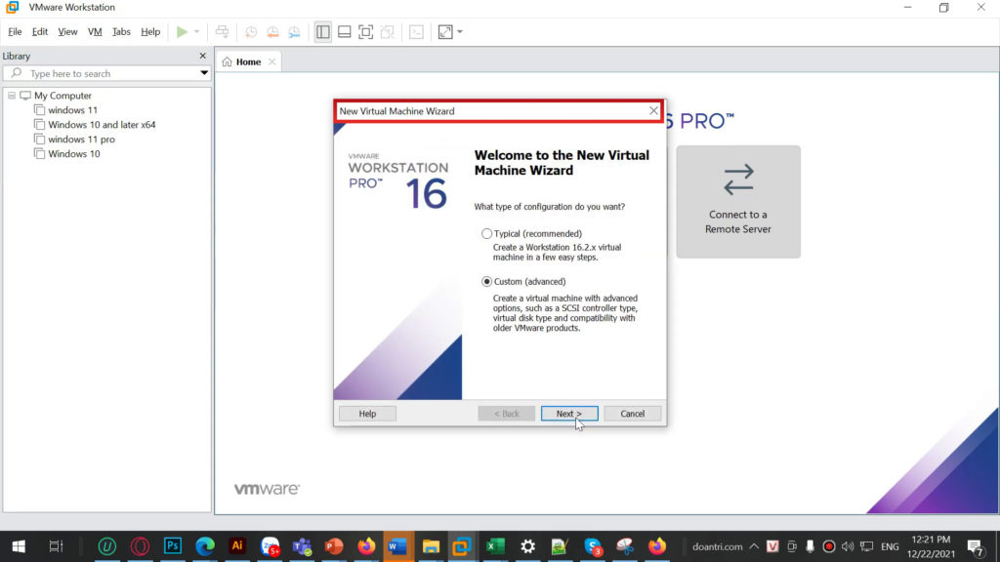 VMware Workstation
File Edit View VM Tabs Help
Library
Type here to search
Home
My Computer
windows 11
Windows 10 and later x64
windows 11 pro
Windows 10
PRO™
Connect to a
Remote Server
New Virtual Machine Wizard
VMWARE
WORKSTATION
PRO™ 16
Welcome to the New Virtual
Machine Wizard
What type of configuration do you want?
Typical (recommended)
Create a Workstation 16.2.x virtual
machine in a few easy steps.
Custom (advanced)
Create a virtual machine with advanced
options, such as a SCSI controller type,
virtual disk type and compatibility with
older VMware products.
Help
< Back
Next >
Cancel
vmware
doantri.com
ENG
12:21 PM
12/22/2021